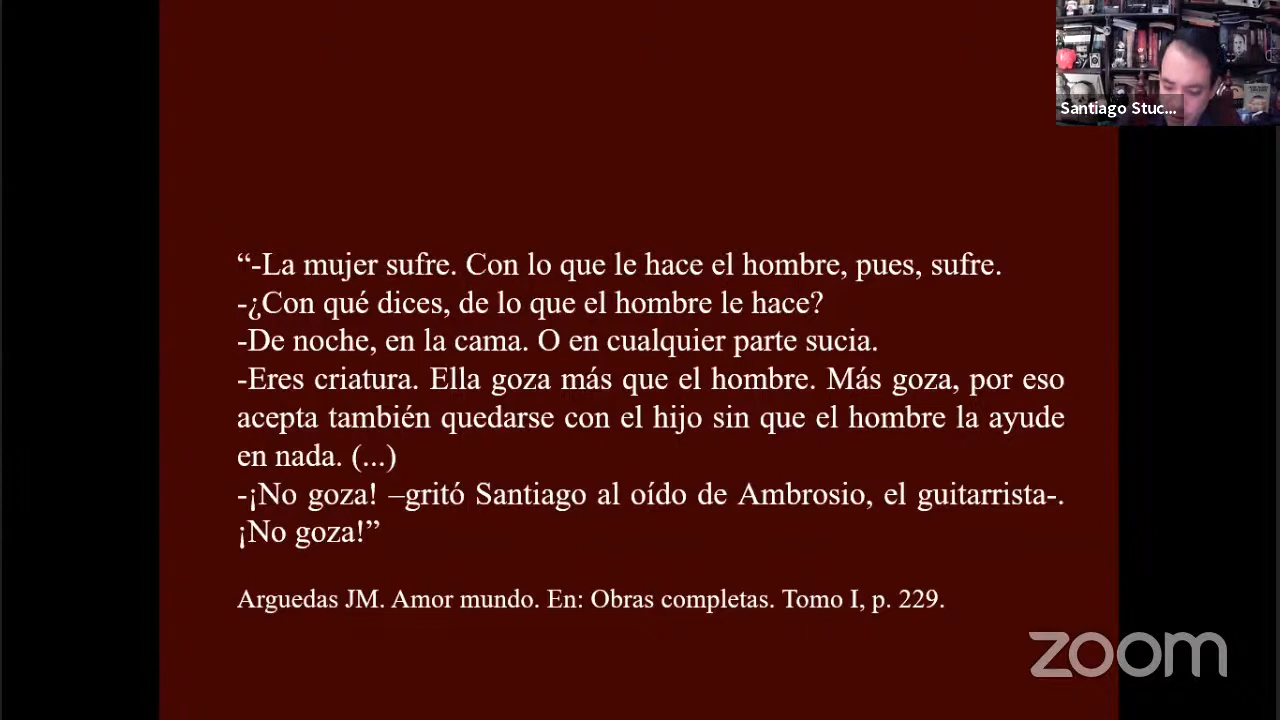 Santiago Stuc...
“-La mujer sufre. Con lo que le hace el hombre, pues, sufre.
-¿Con qué dices, de lo que el hombre le hace?
-De noche, en la cama. O en cualquier parte sucia.
-Eres criatura. Ella goza más que el hombre. Más goza, por eso
acepta también quedarse con el hijo sin que el hombre la ayude
en nada. (...)
-¡No goza! –gritó Santiago al oído de Ambrosio, el guitarrista-.
¡No goza!”
Arguedas JM. Amor mundo. En: Obras completas. Tomo I, p. 229.
zoom